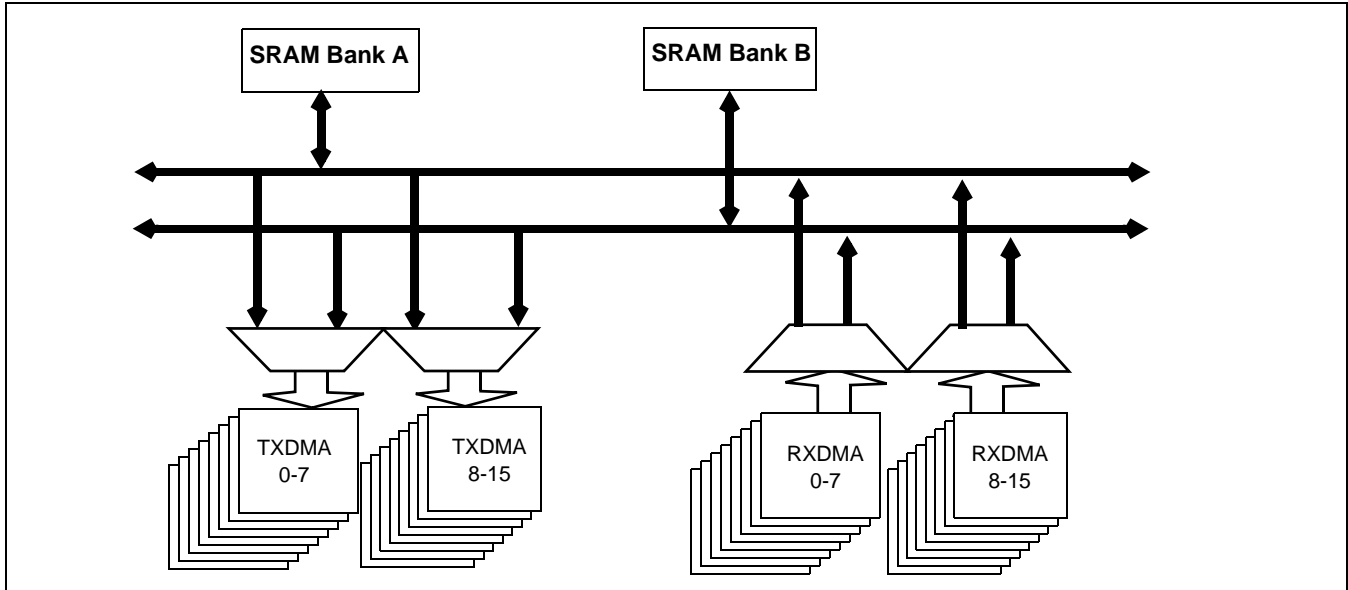 SRAM Bank A
SRAM Bank B
TXDMA
0-7
TXDMA
8-15
RXDMA
0-7
RXDMA
8-15